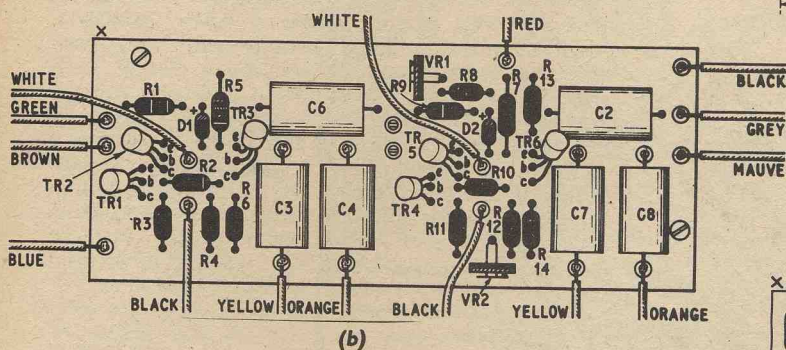 WHITE
RED
X
VR1
R
13
R5
R1
R9
R8
R
7
BLACK
WHITE
C6
C2
GREEN
D1
+
TR3
D2
+
TR6
GREY
e
b
c
TR
5
e
b
c
BROWN
e
b
c
R2
e
b
c
R10
MAUVE
TR2
e
b
c
R
6
e
b
c
TR1
C3
C4
TR4
R
12
C7
C8
R3
R11
R4
R
14
BLUE
VR2
BLACK
YELLOW
ORANGE
BLACK
YELLOW
ORANGE
X
(b)